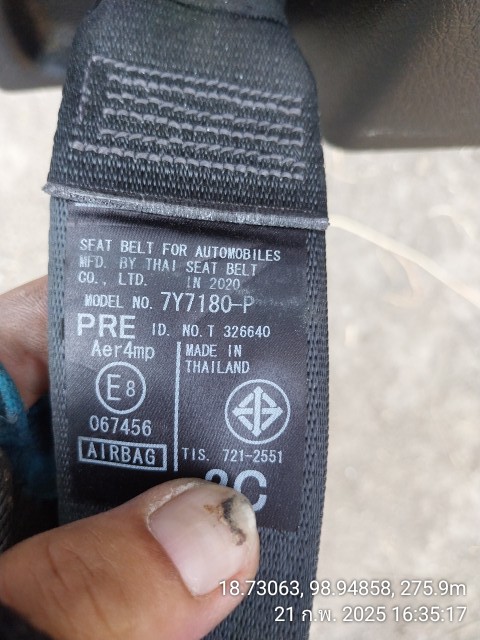 SEAT BELT FOR AUTOMOBILES
MFD. BY THAI SEAT BELT
CO., LTD. IN 2020
MODEL NO. 7Y7180-P
PRE ID. NO. T 326640
Aer4mp
MADE IN
THAILAND
E8
067456
AIRBAG
TIS. 721-2551
18.73063, 98.94858, 275.9m
21 ก.พ. 2025 16:35:17